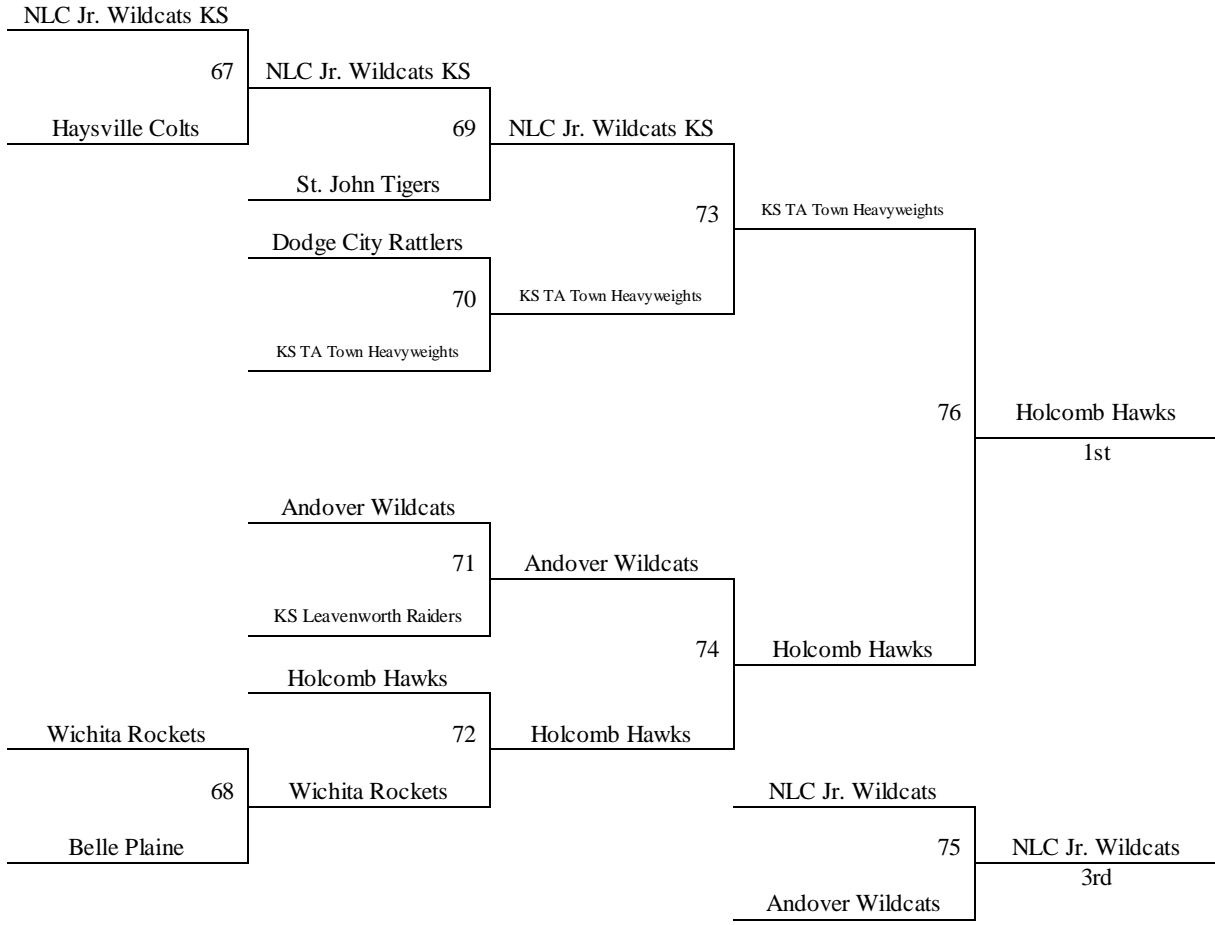 NLC Jr. Wildcats KS
67
NLC Jr. Wildcats KS
Haysville Colts
69
NLC Jr. Wildcats KS
St. John Tigers
73
KS TA Town Heavyweights
Dodge City Rattlers
70
KS TA Town Heavyweights
KS TA Town Heavyweights
76
Holcomb Hawks
1st
Andover Wildcats
71
Andover Wildcats
KS Leavenworth Raiders
74
Holcomb Hawks
Holcomb Hawks
Wichita Rockets
72
Holcomb Hawks
68
Wichita Rockets
NLC Jr. Wildcats
Belle Plaine
75
NLC Jr. Wildcats
3rd
Andover Wildcats